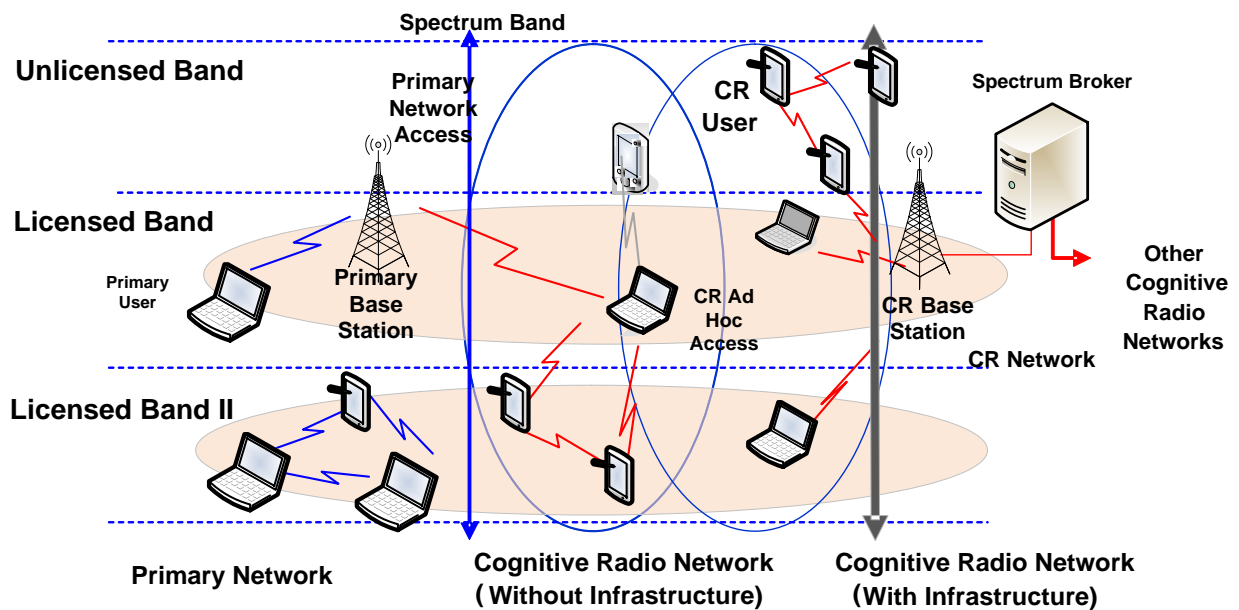 Spectrum Band
Unlicensed Band
Primary
Network
Access
CR
User
Spectrum Broker
Licensed Band
Primary
User
Primary
Base
Station
CR Ad
Hoc
Access
CR Base
Station
Other
Cognitive
Radio
Networks
CR Network
Licensed Band II
Primary Network
Cognitive Radio Network
(Without Infrastructure)
Cognitive Radio Network
(With Infrastructure)